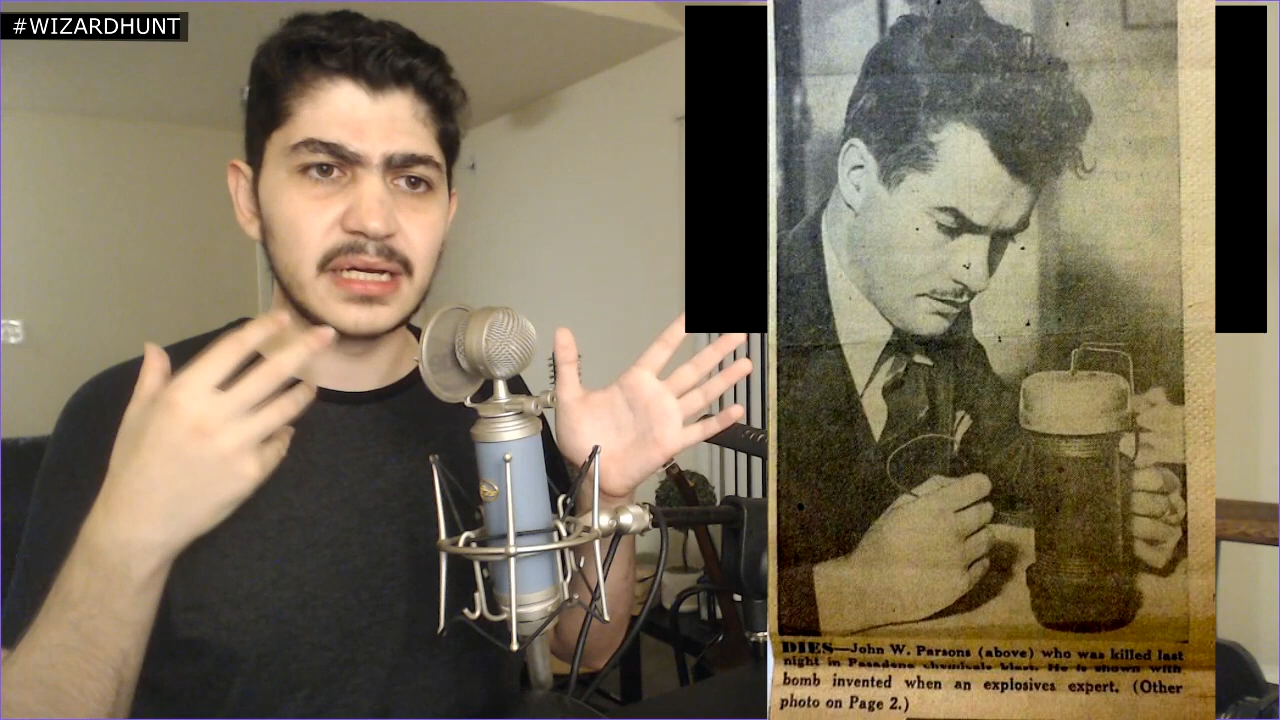 #WIZARDHUNT
DIES—John W. Parsons (above) who was killed last
night in Pasadena chemicals blast. He is shown with
bomb invented when an explosives expert. (Other
photo on Page 2.)